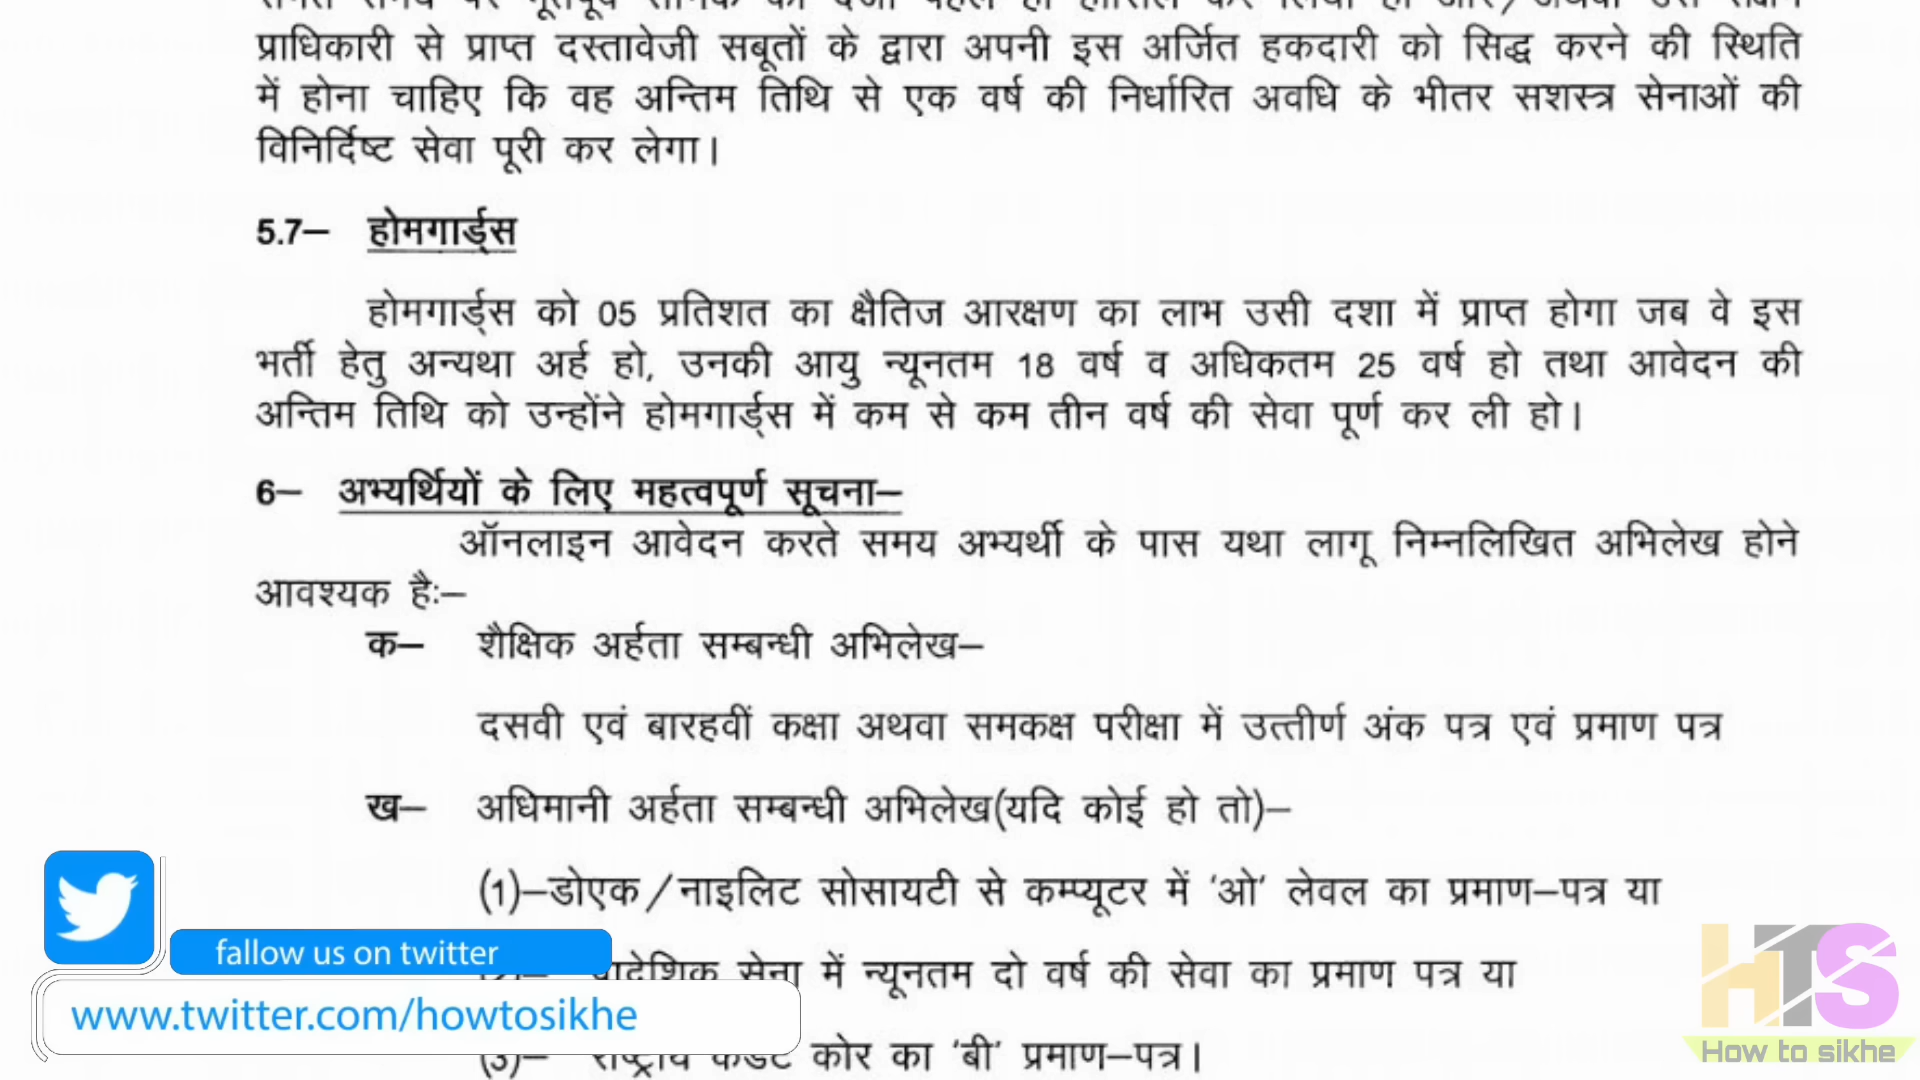 प्राधिकारी से प्राप्त दस्तावेजी सबूतों के द्वारा अपनी इस अर्जित हकदारी को सिद्ध करने की स्थिति
में होना चाहिए कि वह अन्तिम तिथि से एक वर्ष की निर्धारित अवधि के भीतर सशस्त्र सेनाओं की
विनिर्दिष्ट सेवा पूरी कर लेगा।
5.7– होमगार्ड्स
होमगार्ड्स को 05 प्रतिशत का क्षैतिज आरक्षण का लाभ उसी दशा में प्राप्त होगा जब वे इस
भर्ती हेतु अन्यथा अर्ह हो, उनकी आयु न्यूनतम 18 वर्ष व अधिकतम 25 वर्ष हो तथा आवेदन की
अन्तिम तिथि को उन्होंने होमगार्ड्स में कम से कम तीन वर्ष की सेवा पूर्ण कर ली हो।
6– अभ्यर्थियों के लिए महत्वपूर्ण सूचना–
ऑनलाइन आवेदन करते समय अभ्यर्थी के पास यथा लागू निम्नलिखित अभिलेख होने
आवश्यक हैः–
क– शैक्षिक अर्हता सम्बन्धी अभिलेख–
दसवी एवं बारहवीं कक्षा अथवा समकक्ष परीक्षा में उत्तीर्ण अंक पत्र एवं प्रमाण पत्र
ख– अधिमानी अर्हता सम्बन्धी अभिलेख(यदि कोई हो तो)–
(1)–डोएक/नाइलिट सोसायटी से कम्प्यूटर में 'ओ' लेवल का प्रमाण–पत्र या
fallow us on twitter
सेना में न्यूनतम दो वर्ष की सेवा का प्रमाण पत्र या
www.twitter.com/howtosikhe
कोर का 'बी' प्रमाण–पत्र।
HTS
How to sikhe